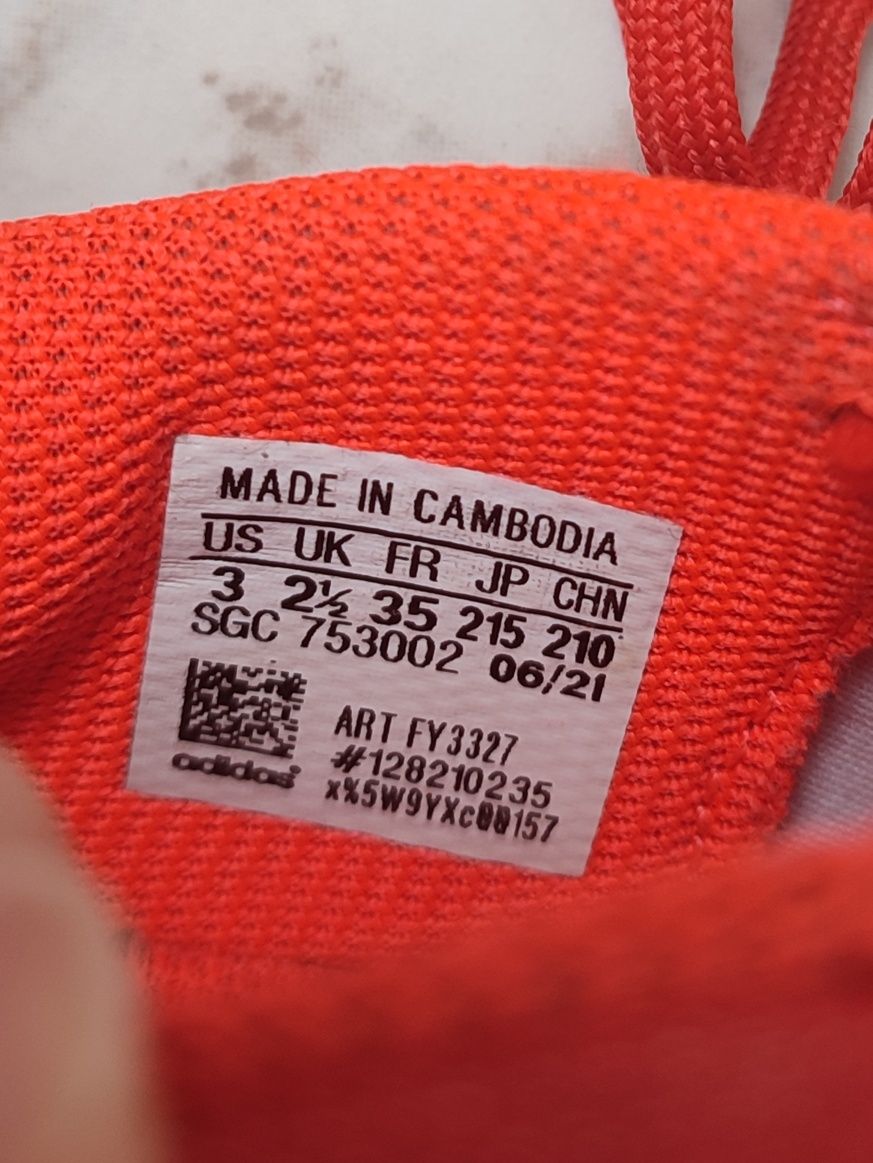 MADE IN CAMBODIA
US UK FR JP CHN
3 2½ 35 215 210
SGC 753002 06/21
ART FY3327
#128210235
adidas
x%5W9YXc00157